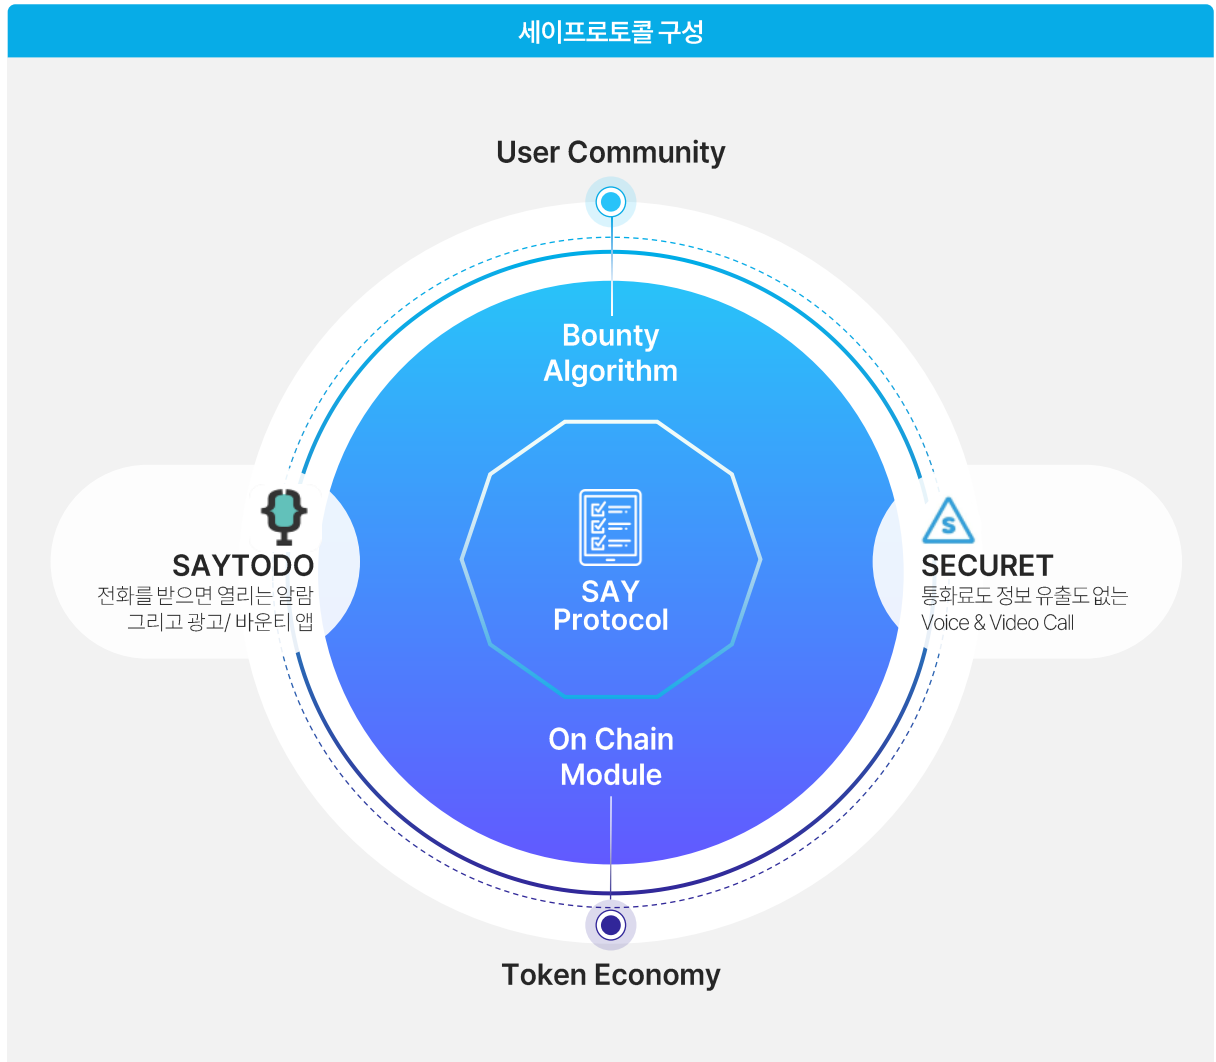 세이프로토콜 구성
User Community
Bounty
Algorithm
SAYTODO
전화를 받으면 열리는 알람
그리고 광고/ 바운티 앱
SAY
Protocol
S
SECURET
통화료도 정보 유출도 없는
Voice & Video Call
On Chain
Module
Token Economy